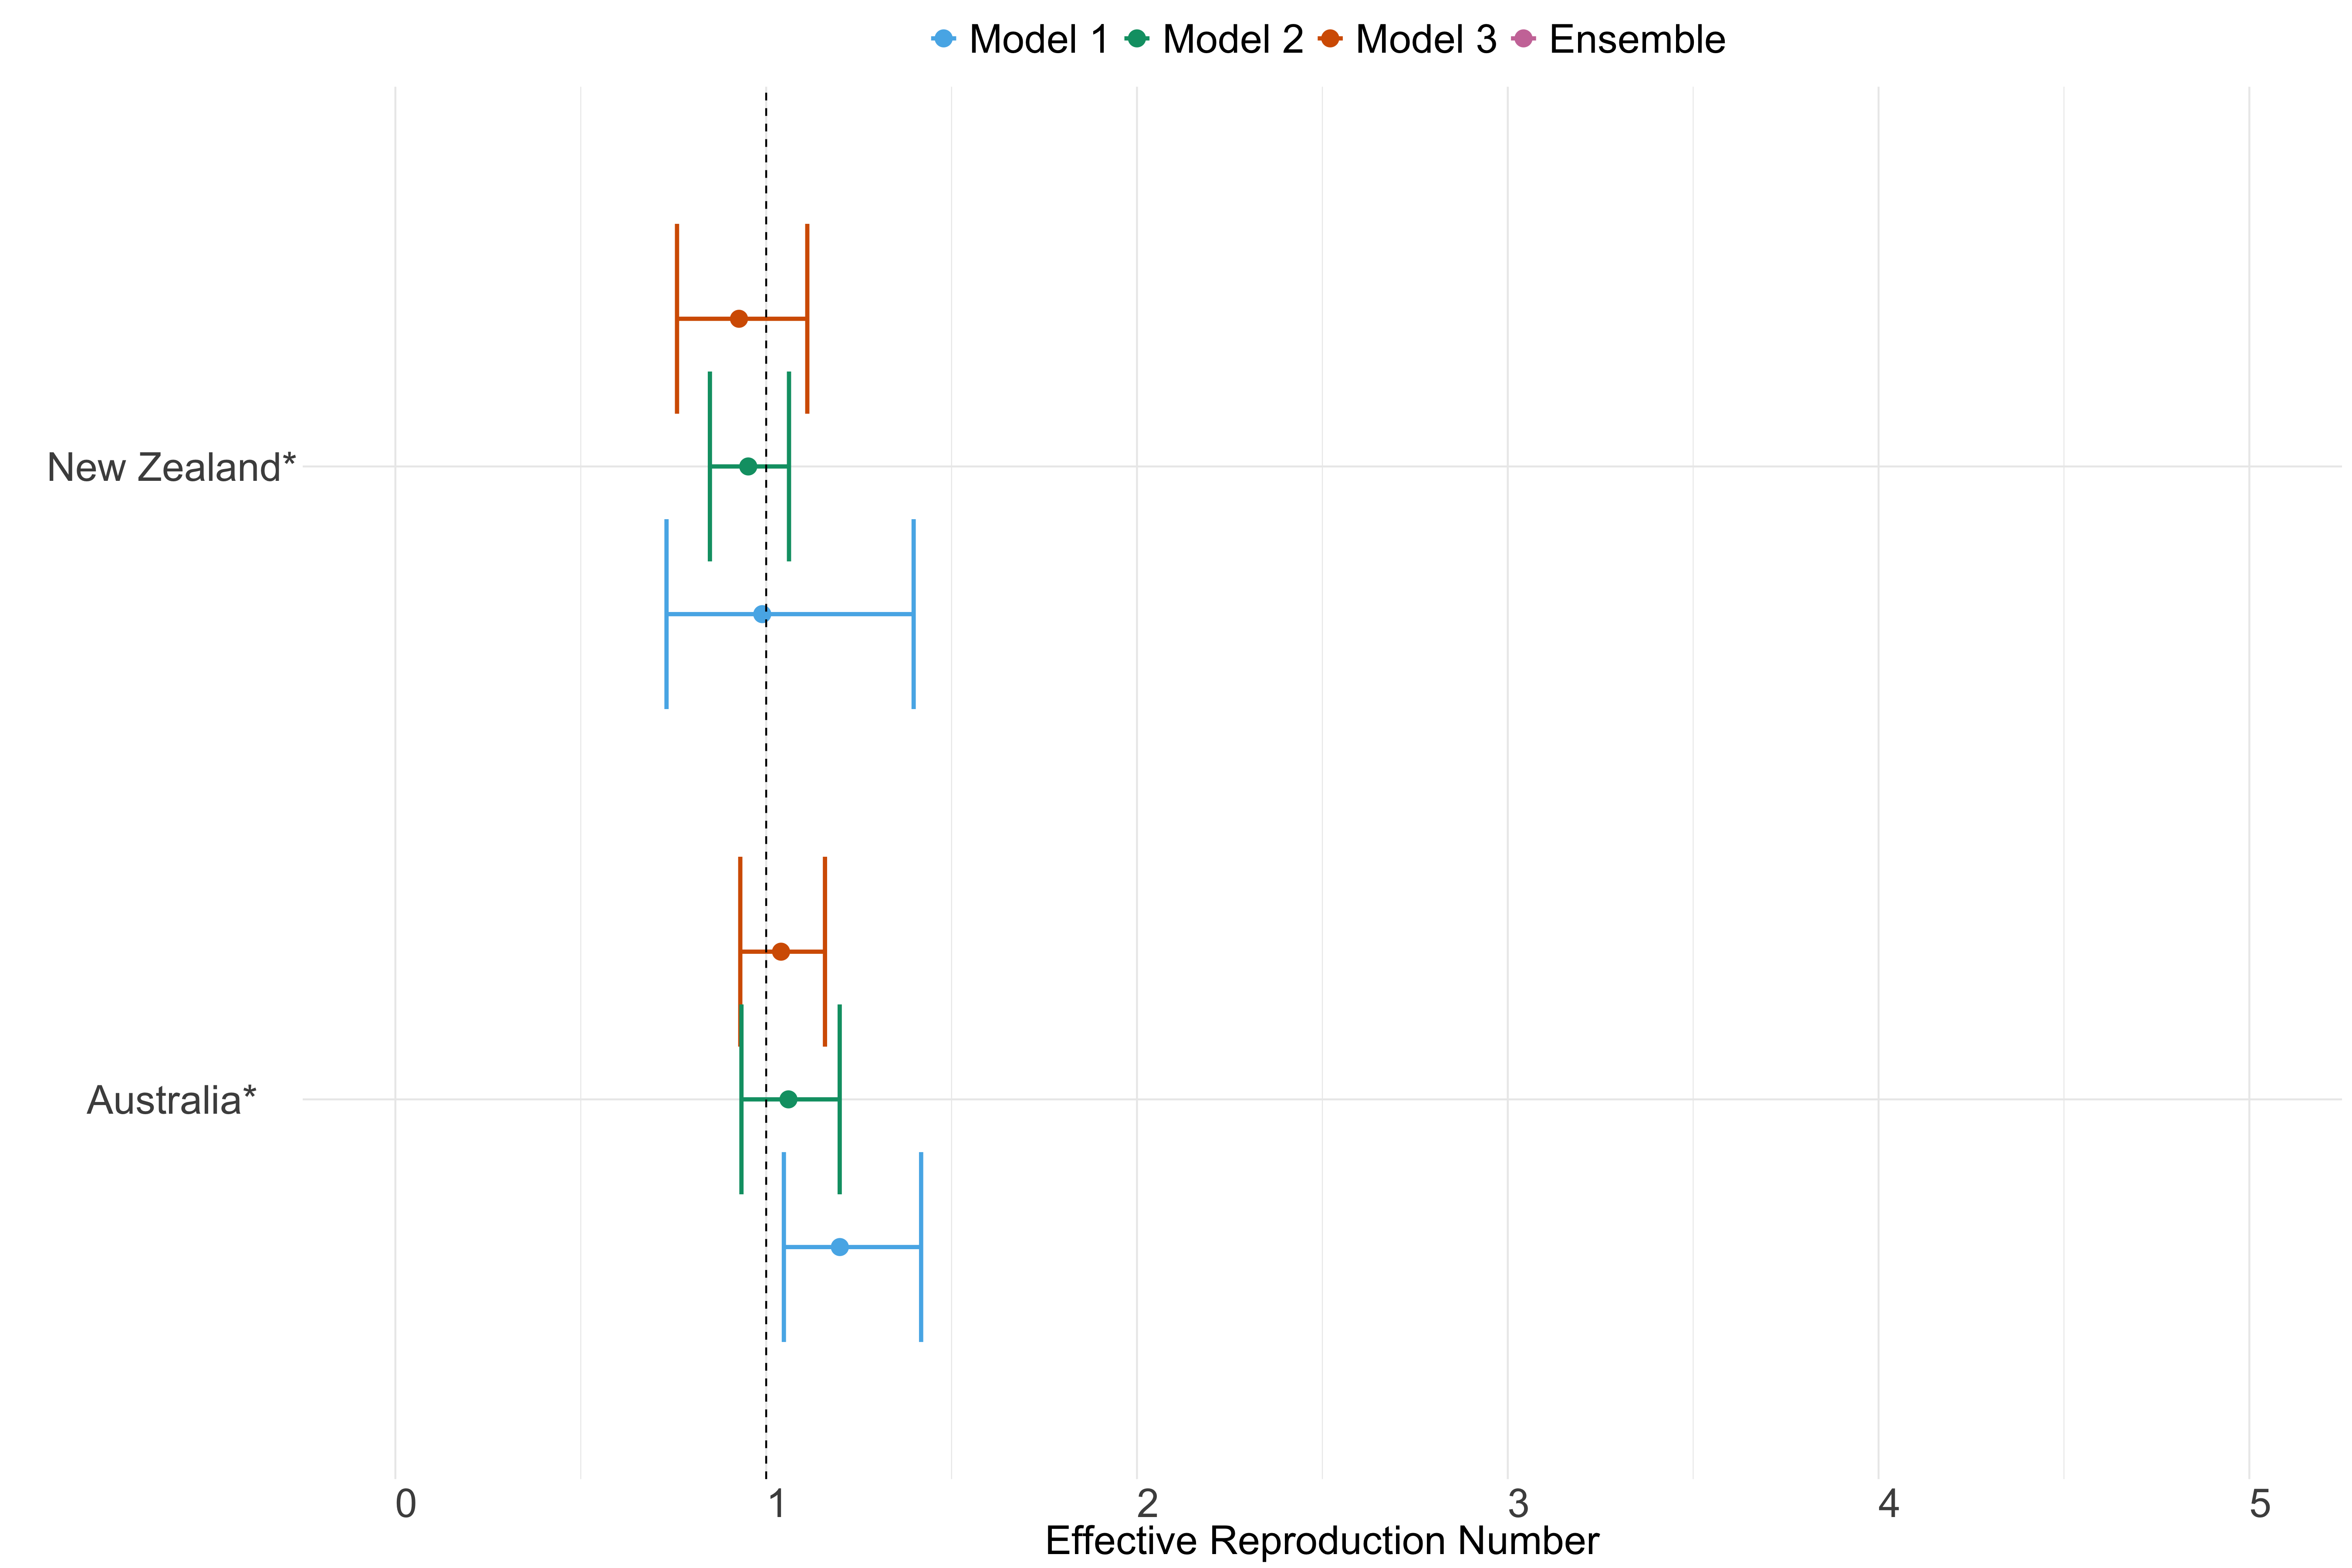 Model 1 Model 2 Model 3 Ensemble
New Zealand*
Australia*
0 1 2 3 4 5
Effective Reproduction Number